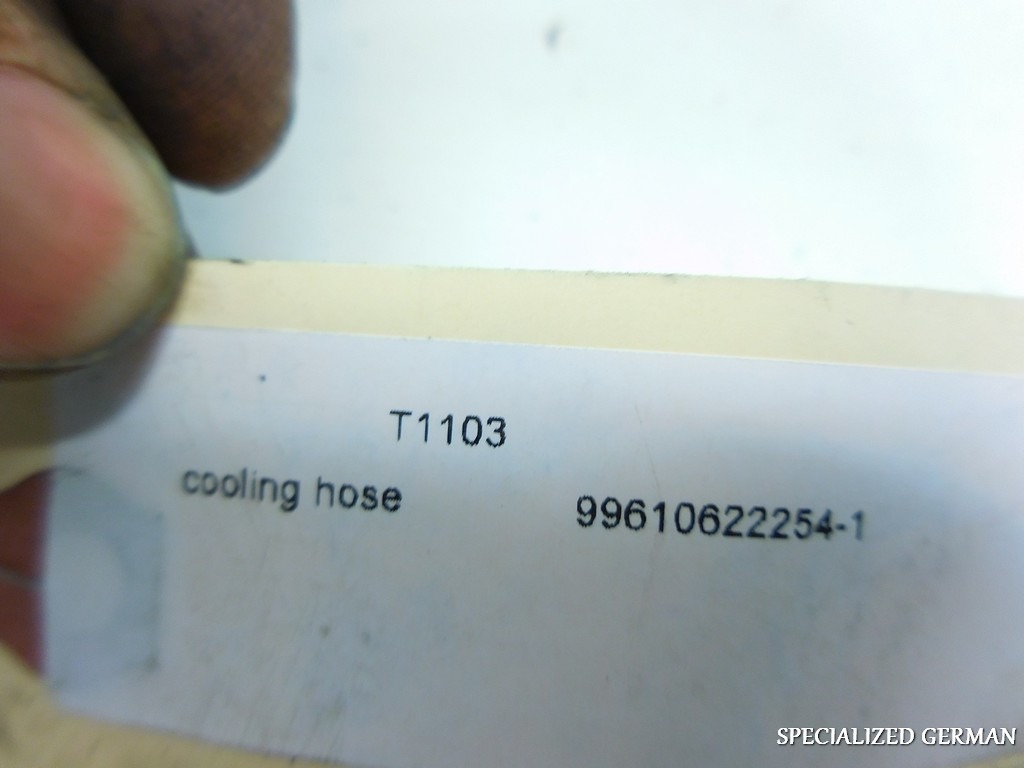 T1103
cooling hose 99610622254-1
SPECIALIZED GERMAN